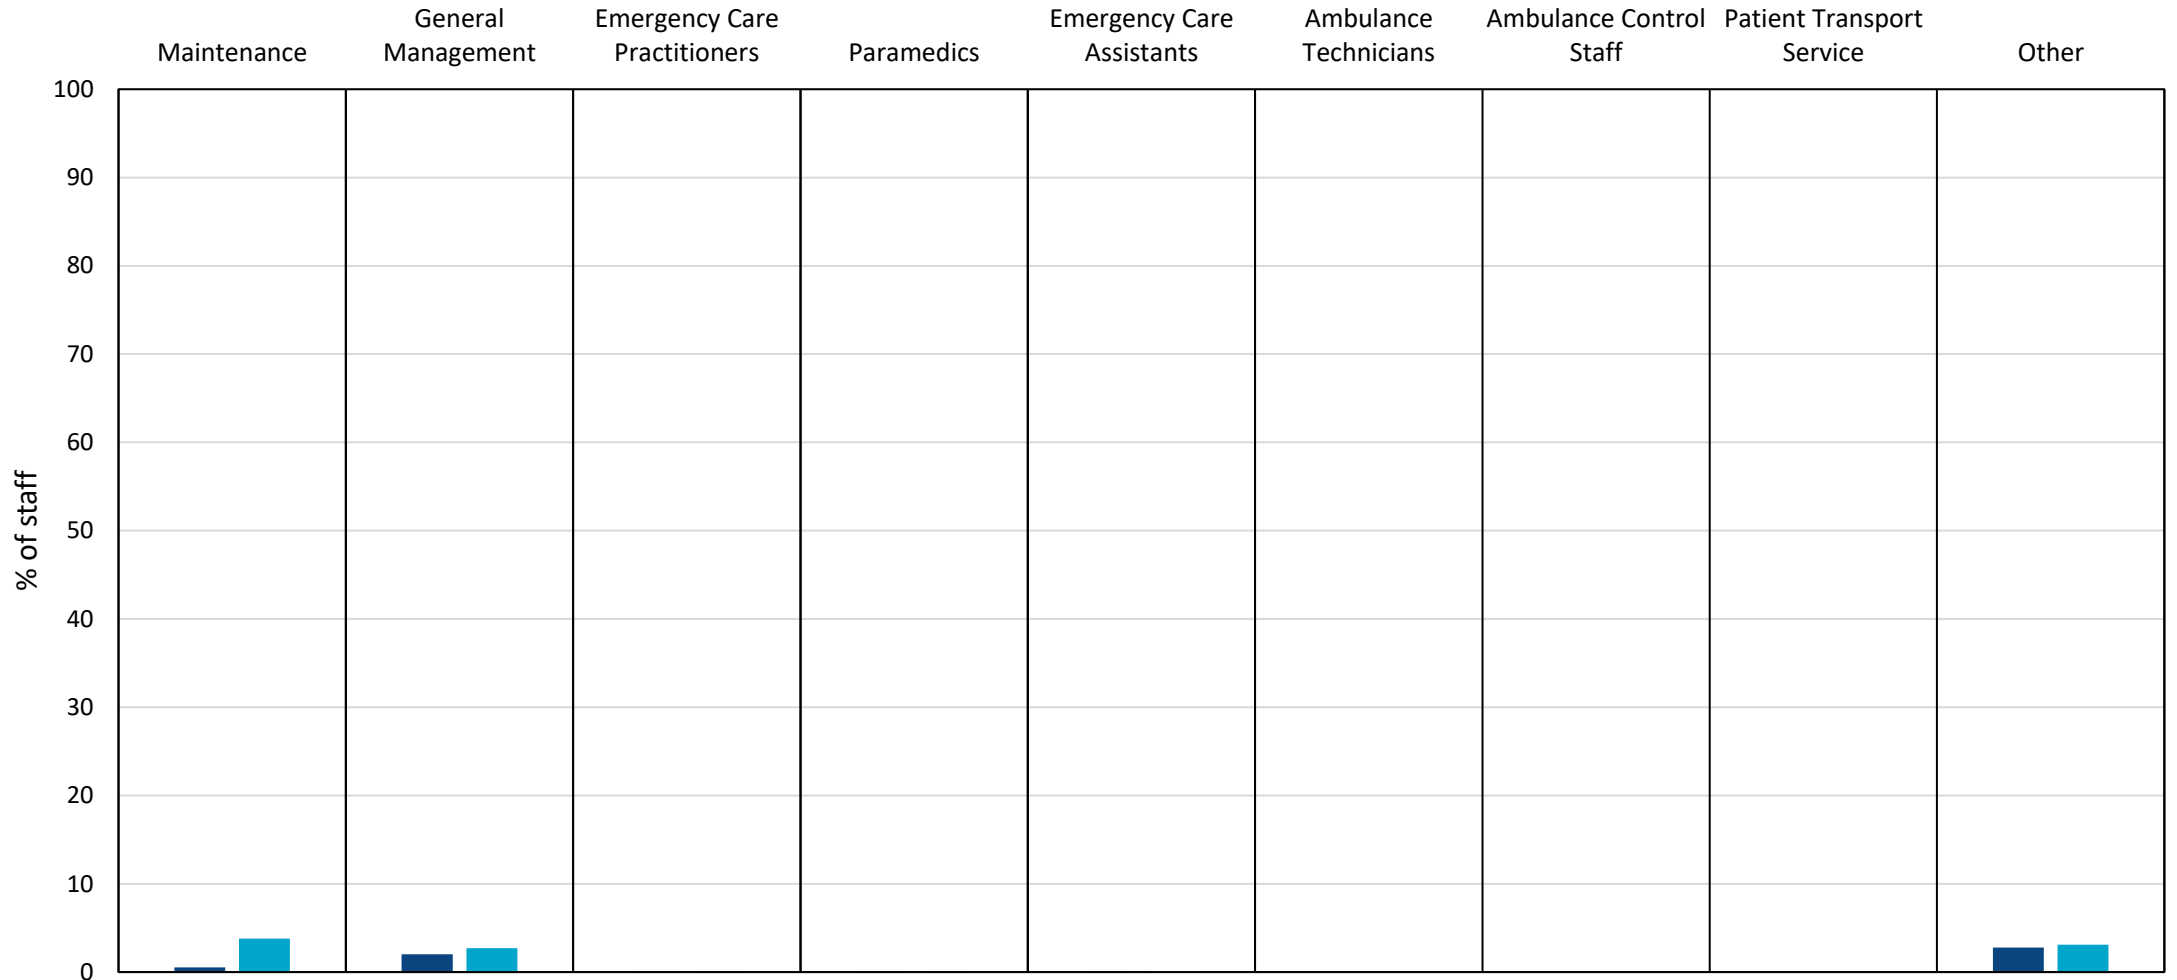 Maintenance
General
Management
Emergency Care
Practitioners
Paramedics
Emergency Care
Assistants
Ambulance
Technicians
Ambulance Control
Staff
Patient Transport
Service
Other
% of staff
100
90
80
70
60
50
40
30
20
10
0